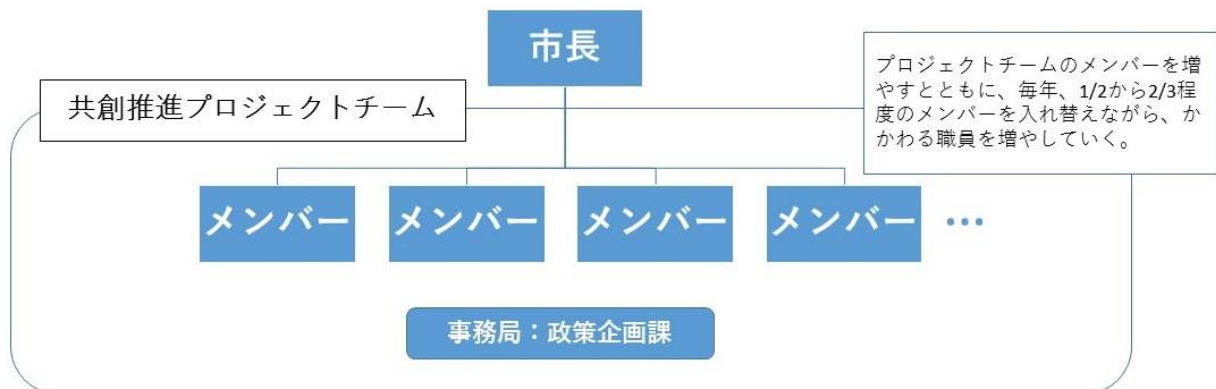 市長
共創推進プロジェクトチーム
プロジェクトチームのメンバーを増
やすとともに、毎年、1/2から2/3程
度のメンバーを入れ替えながら、か
かわる職員を増やしていく。
メンバー メンバー メンバー メンバー …
事務局：政策企画課